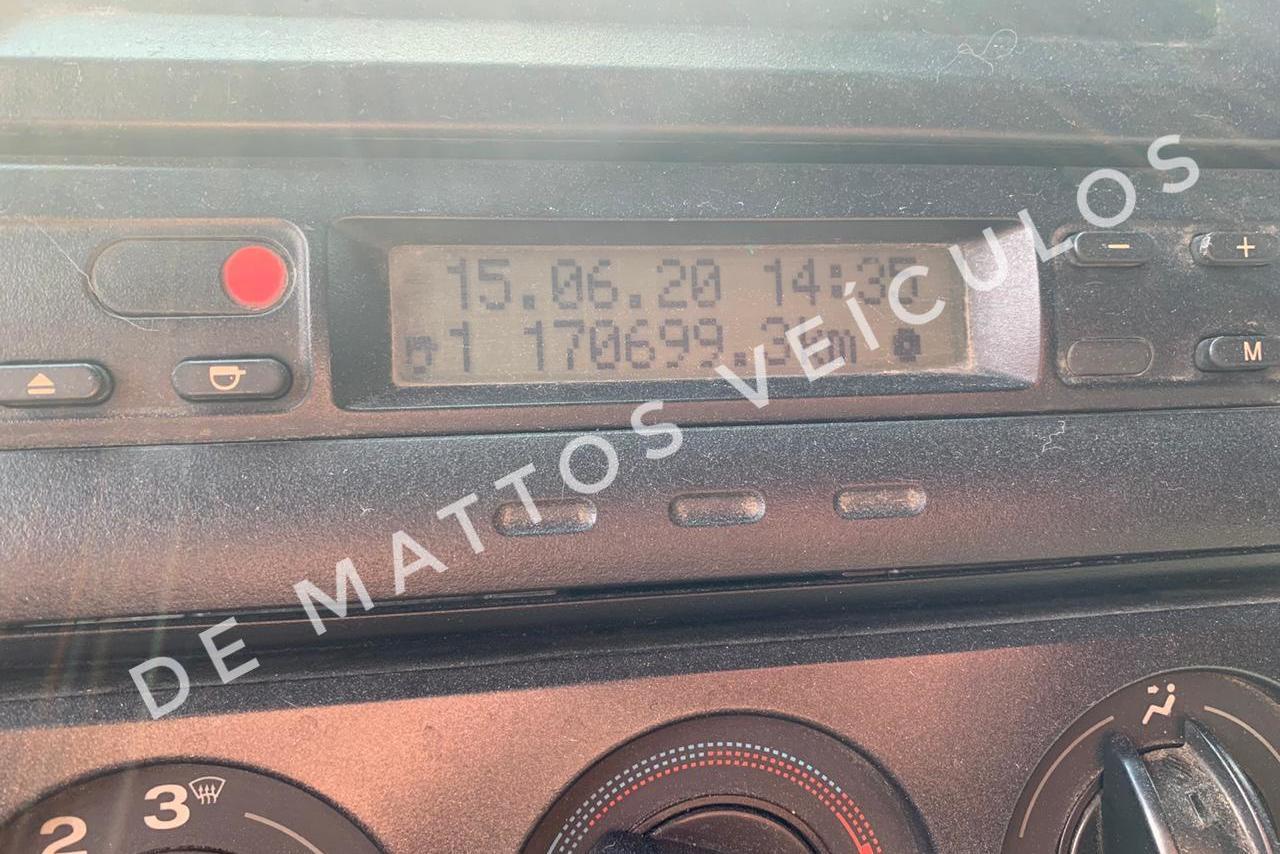 15.06.20 14:35
1 170699.3km
M
DE MATTOS VEÍCULOS
2 3